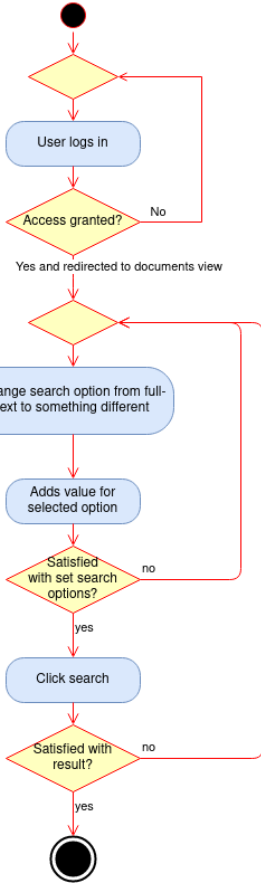 User logs in
Access granted?
No
Yes and redirected to documents view
ange search option from full-
ext to something different
Adds value for
selected option
Satisfied
with set search
options?
no
yes
Click search
Satisfied with
result?
no
yes